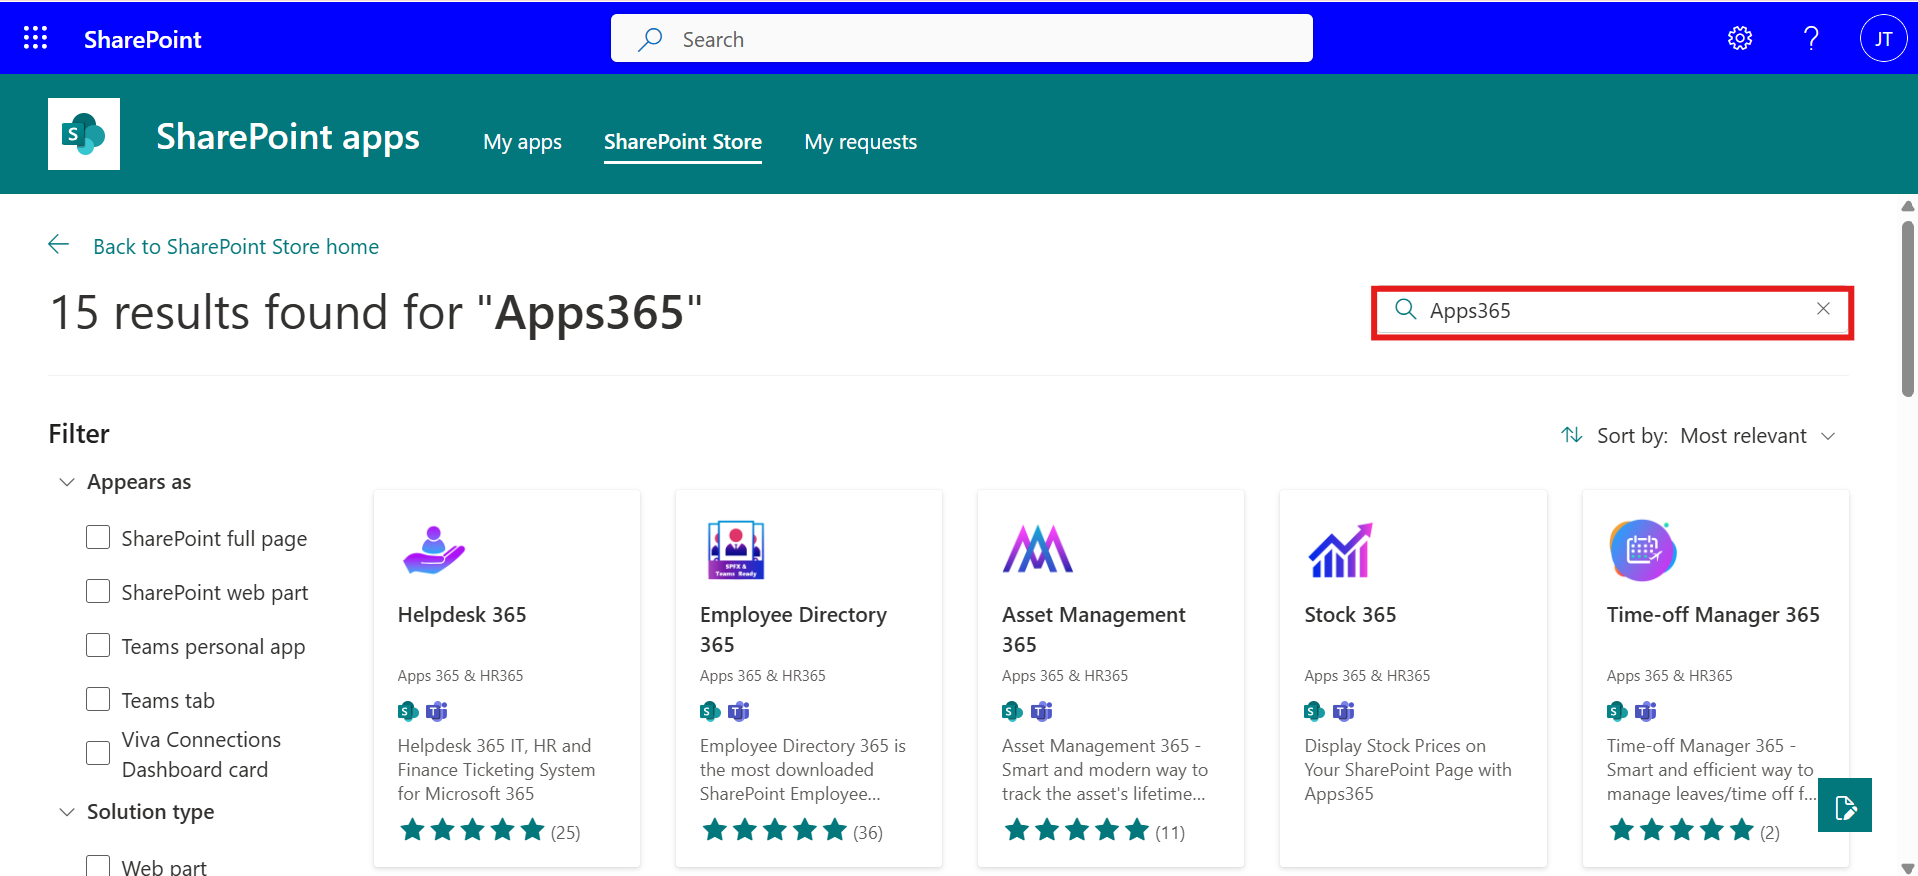 SharePoint
Search
JT
S
SharePoint apps
My apps
SharePoint Store
My requests
Back to SharePoint Store home
15 results found for "Apps365"
Apps365
Filter
Sort by: Most relevant
Appears as
SharePoint full page
SharePoint web part
Teams personal app
Teams tab
Viva Connections
Dashboard card
Solution type
Web part
Helpdesk 365
Apps 365 & HR365
Helpdesk 365 IT, HR and
Finance Ticketing System
for Microsoft 365
(25)
SPFX &
Teams Ready
Employee Directory
365
Apps 365 & HR365
Employee Directory 365 is
the most downloaded
SharePoint Employee...
(36)
Asset Management
365
Apps 365 & HR365
Asset Management 365 -
Smart and modern way to
track the asset's lifetime...
(11)
Stock 365
Apps 365 & HR365
Display Stock Prices on
Your SharePoint Page with
Apps365
Time-off Manager 365
Apps 365 & HR365
Time-off Manager 365 -
Smart and efficient way to
manage leaves/time off f...
(2)